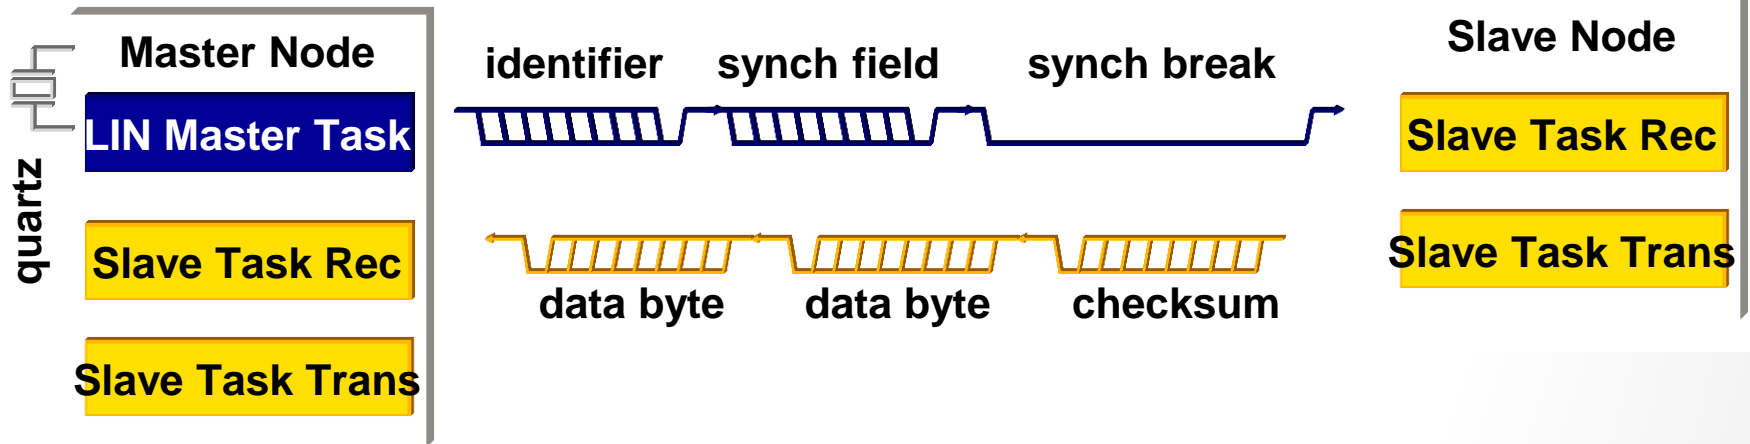 Master Node
LIN Master Task
quartz
Slave Task Rec
Slave Task Trans
identifier
synch field
synch break
data byte
data byte
checksum
Slave Node
Slave Task Rec
Slave Task Trans